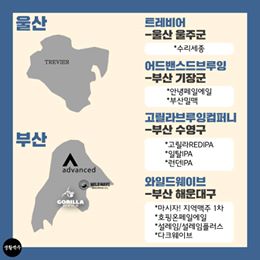 울산
TREVIER
부산
advanced
WILDWAVE
GORILLA
트레비어
-울산 울주군
*수리세종
어드밴스드브루잉
-부산 기장군
*안녕페일에일
*부산밀맥
고릴라브루잉컴퍼니
-부산 수영구
*고릴라REDIPA
*일탈IPA
*런던IPA
와일드웨이브
-부산 해운대구
*마시자! 지역맥주 1차
*호핑온페일에일
*설레임/설레임플러스
*다크웨이브
생활맥주